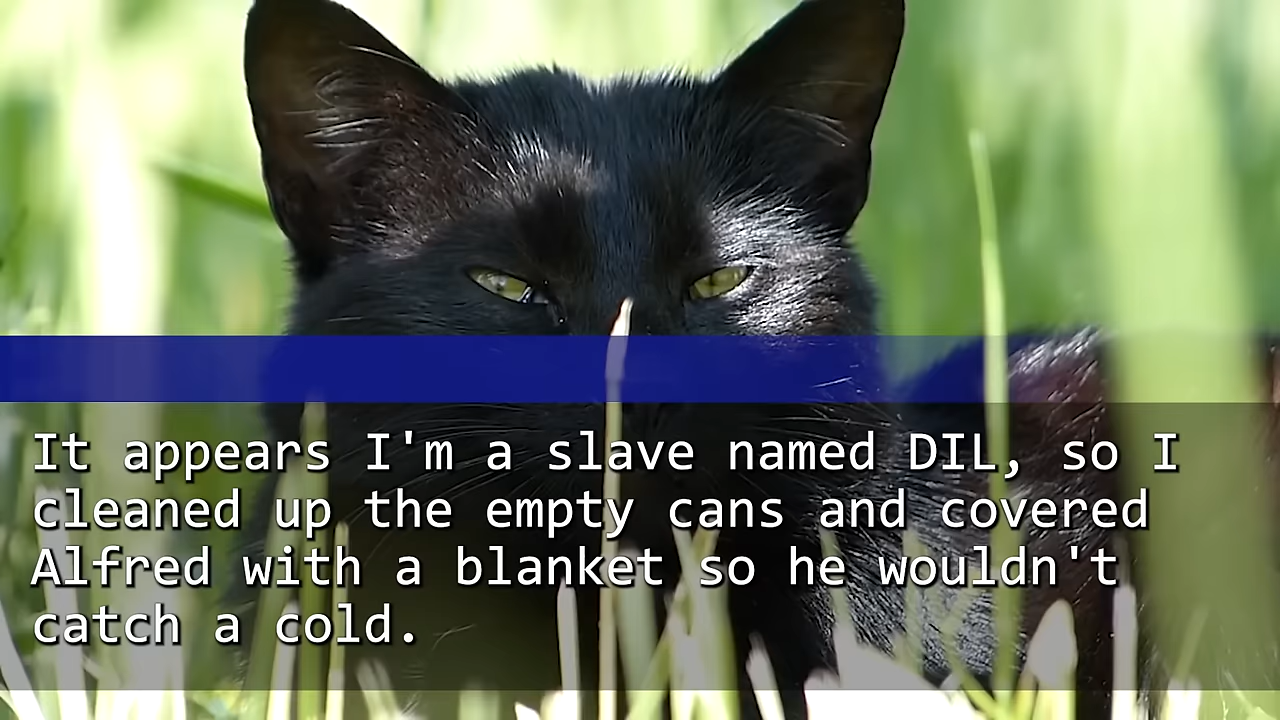 It appears I'm a slave named DIL, so I
cleaned up the empty cans and covered
Alfred with a blanket so he wouldn't
catch a cold.